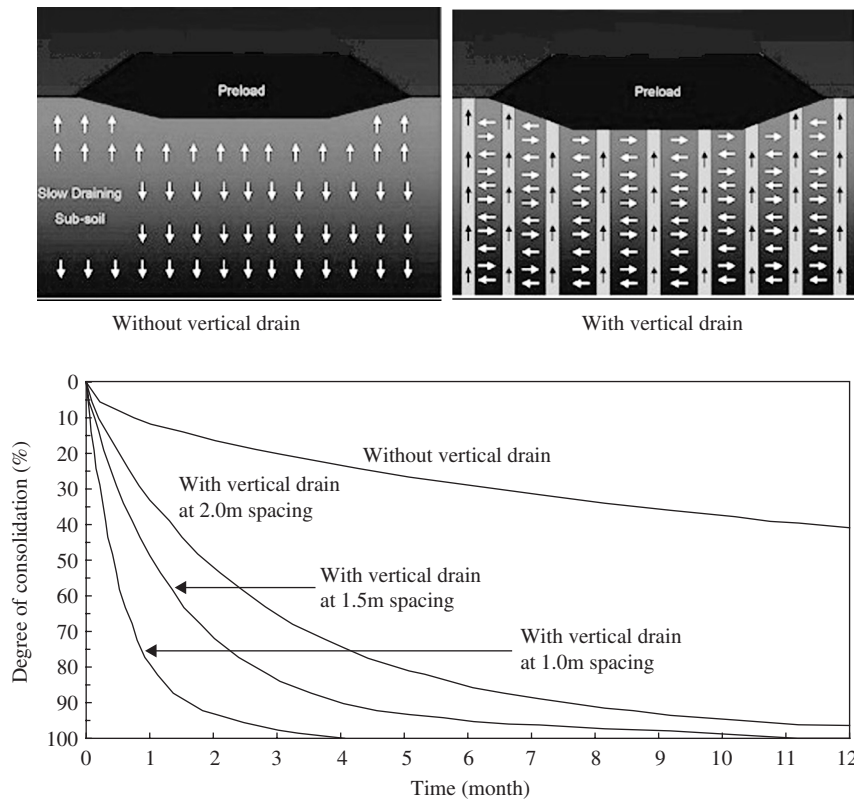 Preload
Preload
Slow Draining
Sub-soil
Without vertical drain
With vertical drain
0
10
20
30
40
50
60
70
80
90
100
Degree of consolidation (%)
Without vertical drain
With vertical drain
at 2.0m spacing
With vertical drain
at 1.5m spacing
With vertical drain
at 1.0m spacing
0 1 2 3 4 5 6 7 8 9 10 11 12
Time (month)